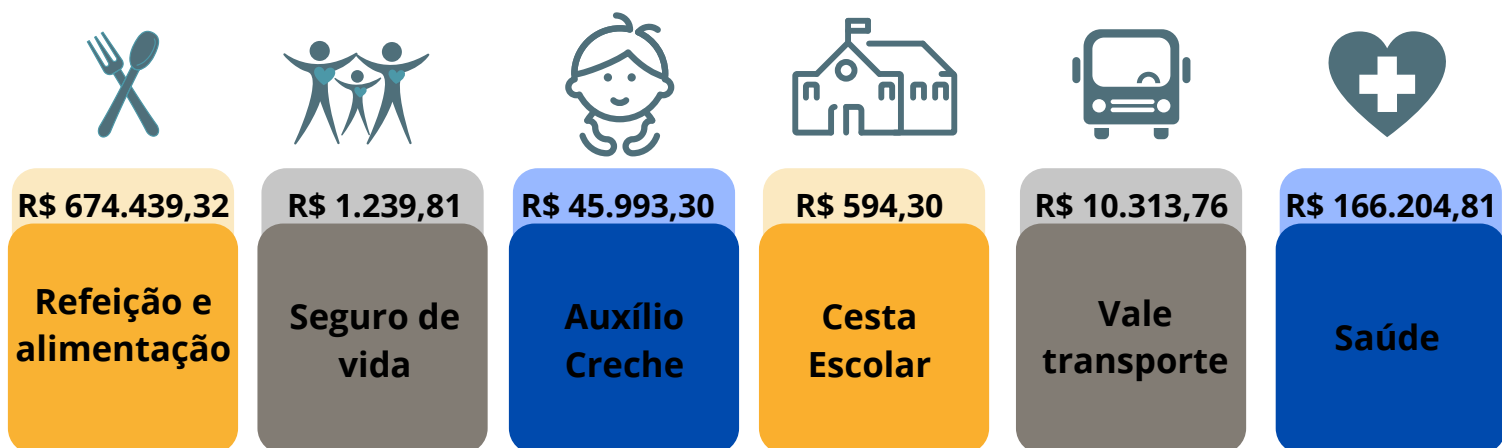 R$ 674.439,32
Refeição e
alimentação
R$ 1.239,81
Seguro de
vida
R$ 45.993,30
Auxílio
Creche
R$ 594,30
Cesta
Escolar
R$ 10.313,76
Vale
transporte
R$ 166.204,81
Saúde